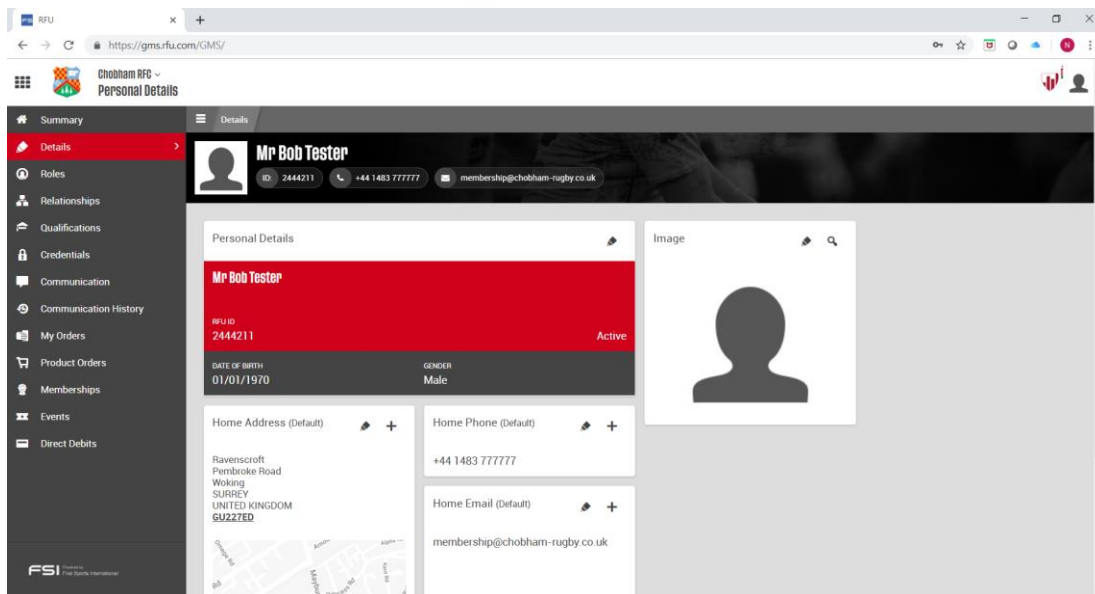 RFU
https://gms.rfu.com/GMS/
N
Chobham RFC
Personal Details
Summary
Details
Roles
Relationships
Qualifications
Credentials
Communication
Communication History
My Orders
Product Orders
Memberships
Events
Direct Debits
FSI
Details
Mr Bob Tester
ID: 2444211
+44 1483 777777
membership@chobham-rugby.co.uk
Personal Details
Mr Bob Tester
RFU ID
2444211
Active
DATE OF BIRTH
01/01/1970
GENDER
Male
Home Address (Default)
Ravenscroft
Pembroke Road
Woking
SURREY
UNITED KINGDOM
GU227ED
Home Phone (Default)
+44 1483 777777
Home Email (Default)
membership@chobham-rugby.co.uk
Image